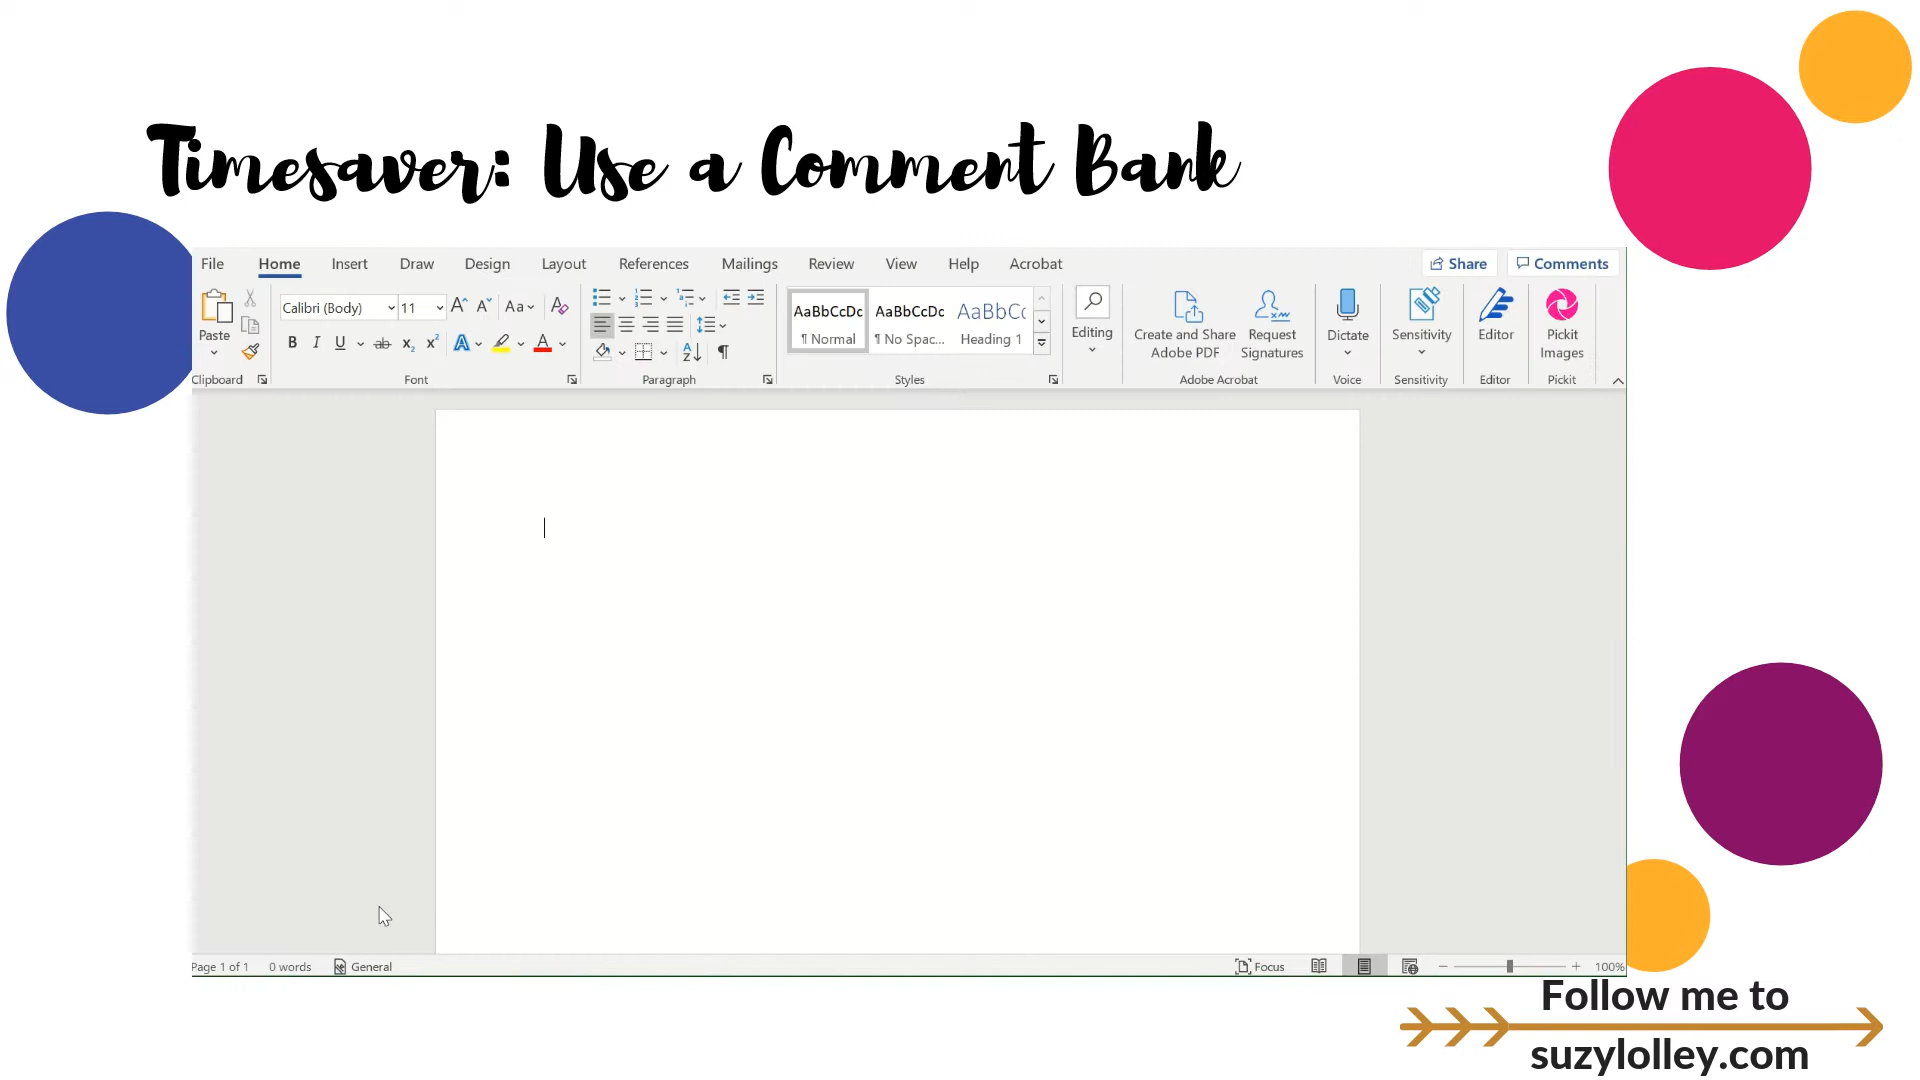 Timesaver: Use a Comment Bank
File Home Insert Draw Design Layout References Mailings Review View Help Acrobat Share Comments
Calibri (Body) 11 Aa
AaBbCcDc AaBbCcDc AaBbCc
¶ Normal ¶ No Spac... Heading 1
Paste
Editing
Create and Share Adobe PDF
Request Signatures
Dictate
Sensitivity
Editor
Pickit Images
B I U ab x₂ x² A A
Clipboard Font Paragraph Styles Adobe Acrobat Voice Sensitivity Editor Pickit
Page 1 of 1 0 words General Focus 100%
Follow me to
suzylolley.com